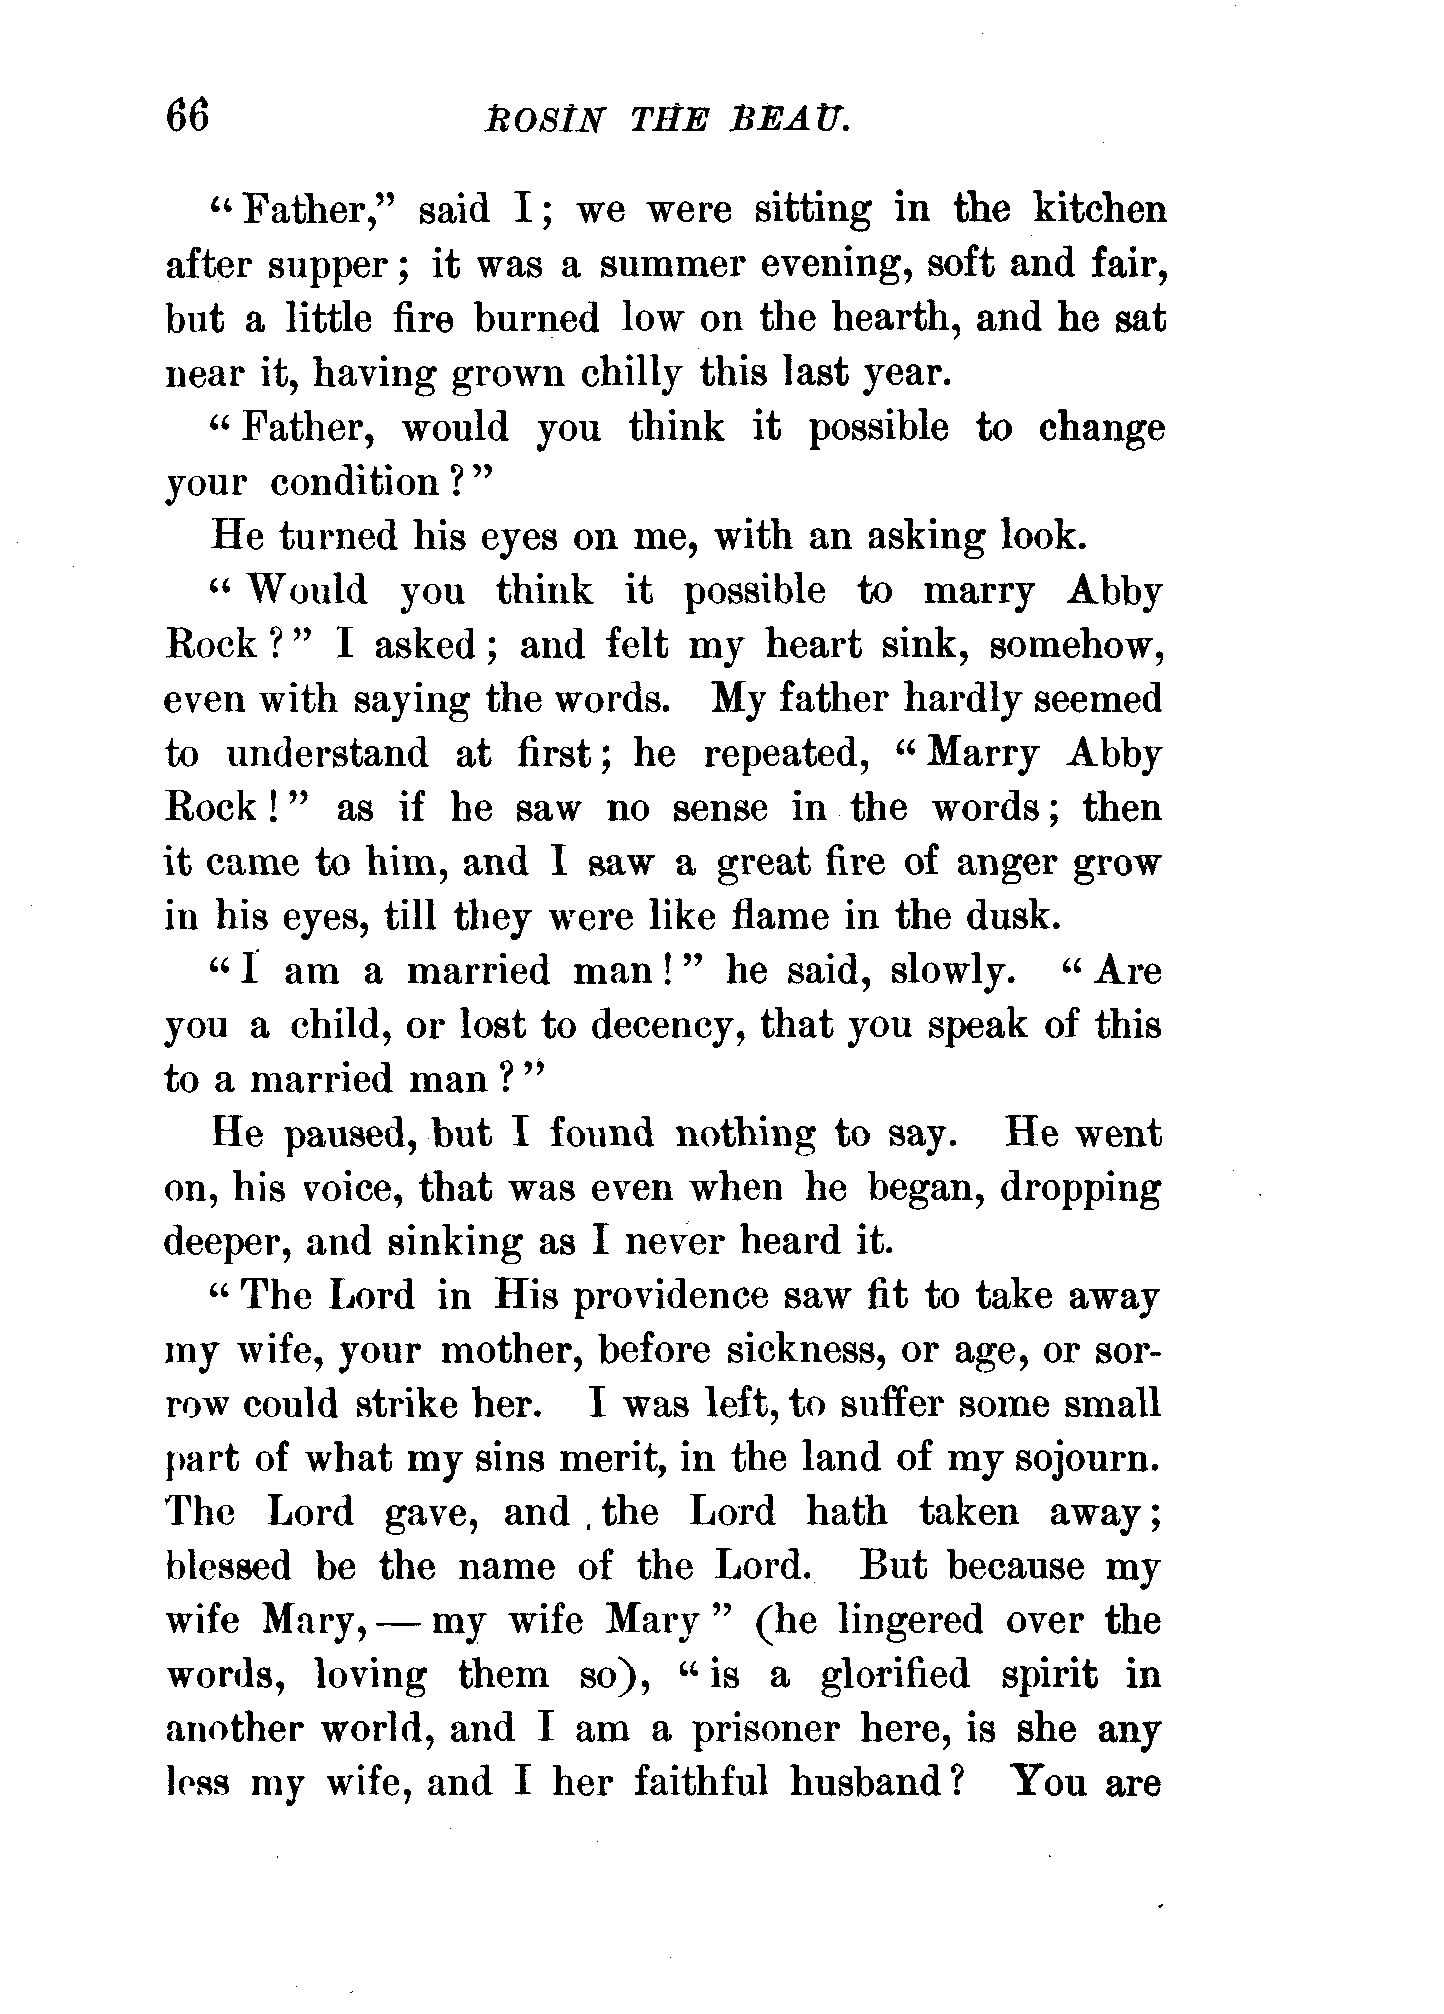 66 ROSIN THE BEAU.
"Father," said I; we were sitting in the kitchen
after supper; it was a summer evening, soft and fair,
but a little fire burned low on the hearth, and he sat
near it, having grown chilly this last year.
"Father, would you think it possible to change
your condition?"
He turned his eyes on me, with an asking look.
"Would you think it possible to marry Abby
Rock?" I asked; and felt my heart sink, somehow,
even with saying the words. My father hardly seemed
to understand at first; he repeated, "Marry Abby
Rock!" as if he saw no sense in the words; then
it came to him, and I saw a great fire of anger grow
in his eyes, till they were like flame in the dusk.
"I am a married man!" he said, slowly. "Are
you a child, or lost to decency, that you speak of this
to a married man?"
He paused, but I found nothing to say. He went
on, his voice, that was even when he began, dropping
deeper, and sinking as I never heard it.
"The Lord in His providence saw fit to take away
my wife, your mother, before sickness, or age, or sor-
row could strike her. I was left, to suffer some small
part of what my sins merit, in the land of my sojourn.
The Lord gave, and the Lord hath taken away;
blessed be the name of the Lord. But because my
wife Mary,—my wife Mary" (he lingered over the
words, loving them so), "is a glorified spirit in
another world, and I am a prisoner here, is she any
less my wife, and I her faithful husband? You are